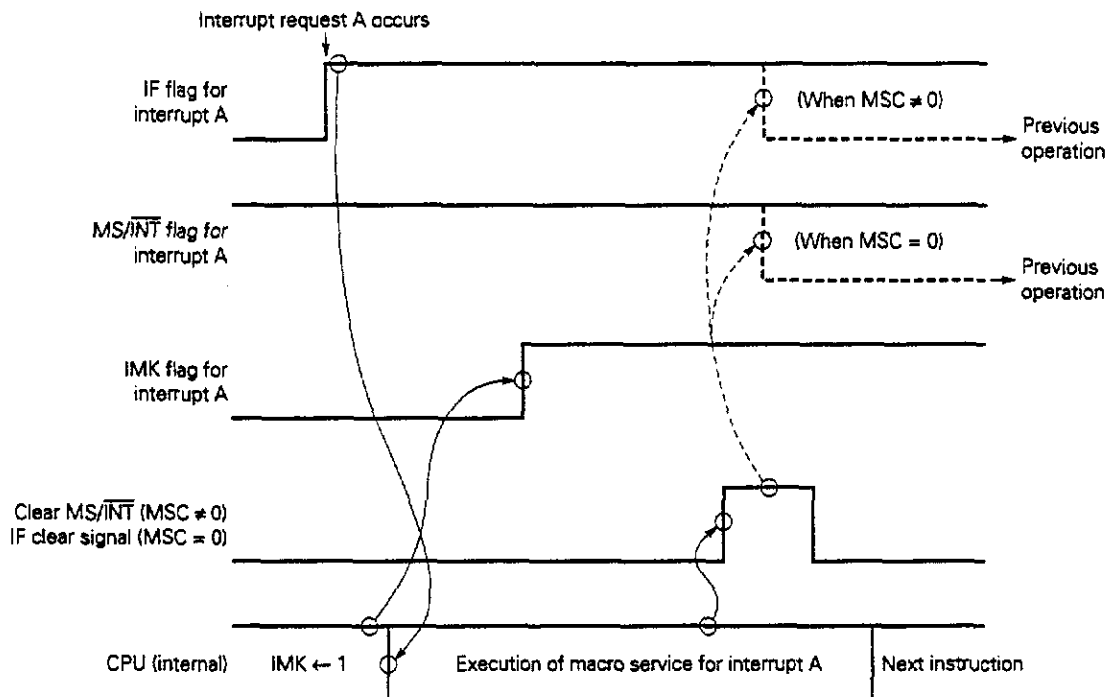 Interrupt request A occurs
IF flag for
interrupt A
(When MSC ≠ 0)
Previous
operation
MS/I̅N̅T̅ flag for
interrupt A
(When MSC = 0)
Previous
operation
IMK flag for
interrupt A
Clear MS/I̅N̅T̅ (MSC ≠ 0)
IF clear signal (MSC = 0)
CPU (internal)
IMK ← 1
Execution of macro service for interrupt A
Next instruction